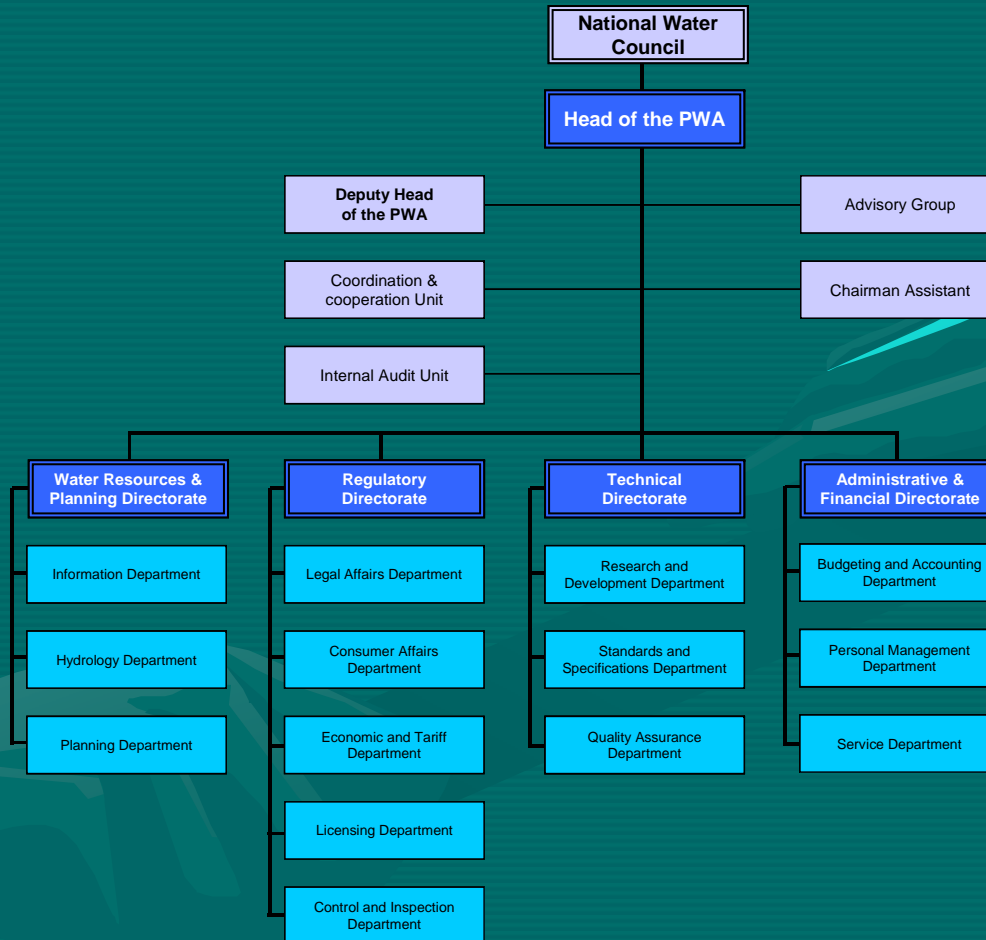 National Water
Council
Head of the PWA
Deputy Head
of the PWA
Advisory Group
Coordination &
cooperation Unit
Chairman Assistant
Internal Audit Unit
Water Resources &
Planning Directorate
Regulatory
Directorate
Technical
Directorate
Administrative &
Financial Directorate
Information Department
Legal Affairs Department
Research and
Development Department
Budgeting and Accounting
Department
Hydrology Department
Consumer Affairs
Department
Standards and
Specifications Department
Personal Management
Department
Planning Department
Economic and Tariff
Department
Quality Assurance
Department
Service Department
Licensing Department
Control and Inspection
Department